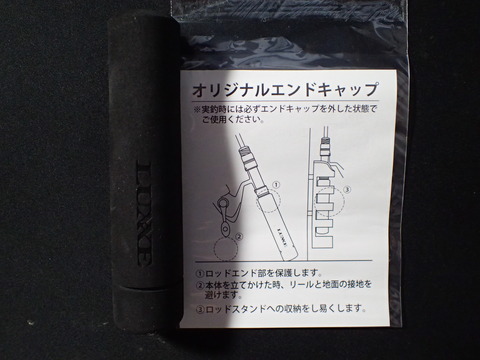 LUXXE
オリジナルエンドキャップ
※実釣時には必ずエンドキャップを外した状態で
ご使用ください。
①
③
②
LUXXE
①ロッドエンド部を保護します。
②本体を立てかけた時、リールと地面の接地を
避けます。
③ロッドスタンドへの収納をし易くします。